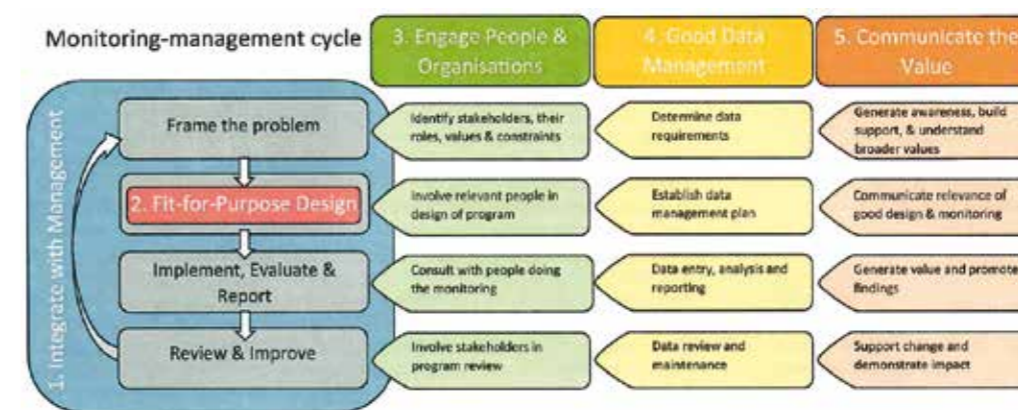 Monitoring-management cycle
3. Engage People &
Organisations
4. Good Data
Management
5. Communicate the
Value
1. Integrate with Management
Frame the problem
Identify stakeholders, their
roles, values & constraints
Determine data
requirements
Generate awareness, build
support, & understand
broader values
2. Fit-for-Purpose Design
Involve relevant people in
design of program
Establish data
management plan
Communicate relevance of
good design & monitoring
Implement, Evaluate &
Report
Consult with people doing
the monitoring
Data entry, analysis and
reporting
Generate value and promote
findings
Review & Improve
Involve stakeholders in
program review
Data review and
maintenance
Support change and
demonstrate impact